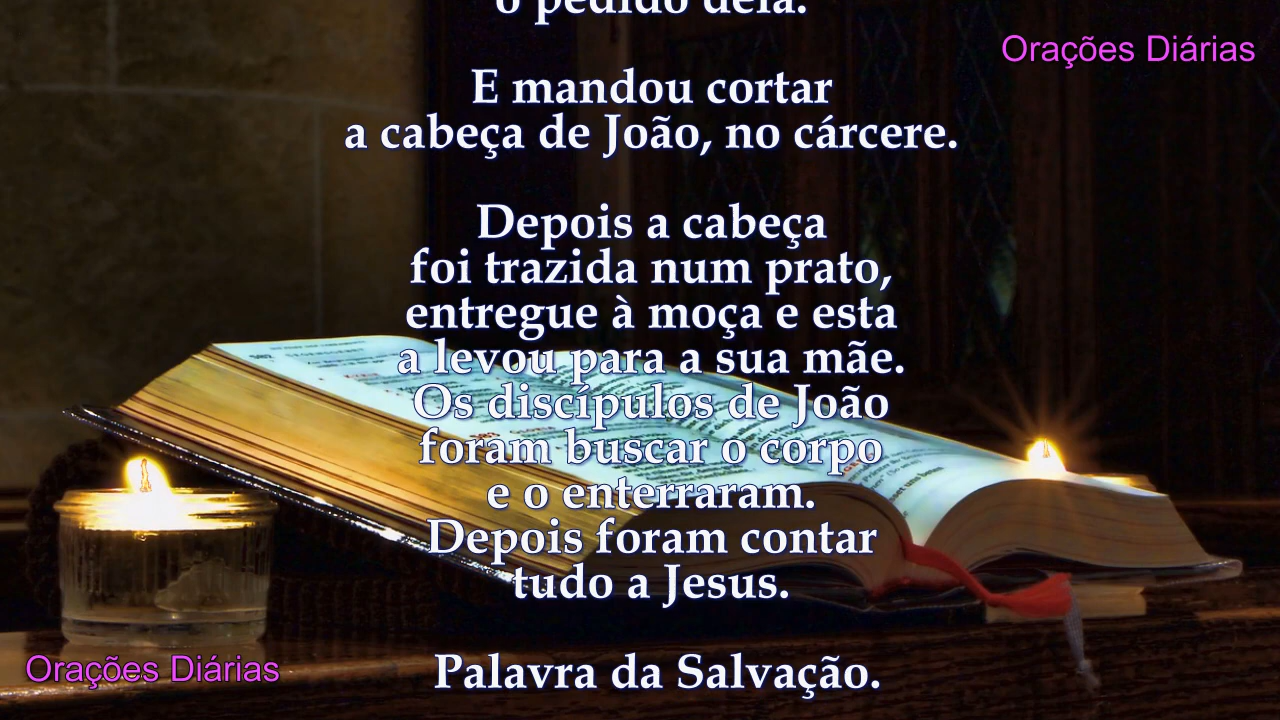 o pedido dela.
Orações Diárias
E mandou cortar
a cabeça de João, no cárcere.
Depois a cabeça
foi trazida num prato,
entregue à moça e esta
a levou para a sua mãe.
Os discípulos de João
foram buscar o corpo
e o enterraram.
Depois foram contar
tudo a Jesus.
Orações Diárias
Palavra da Salvação.